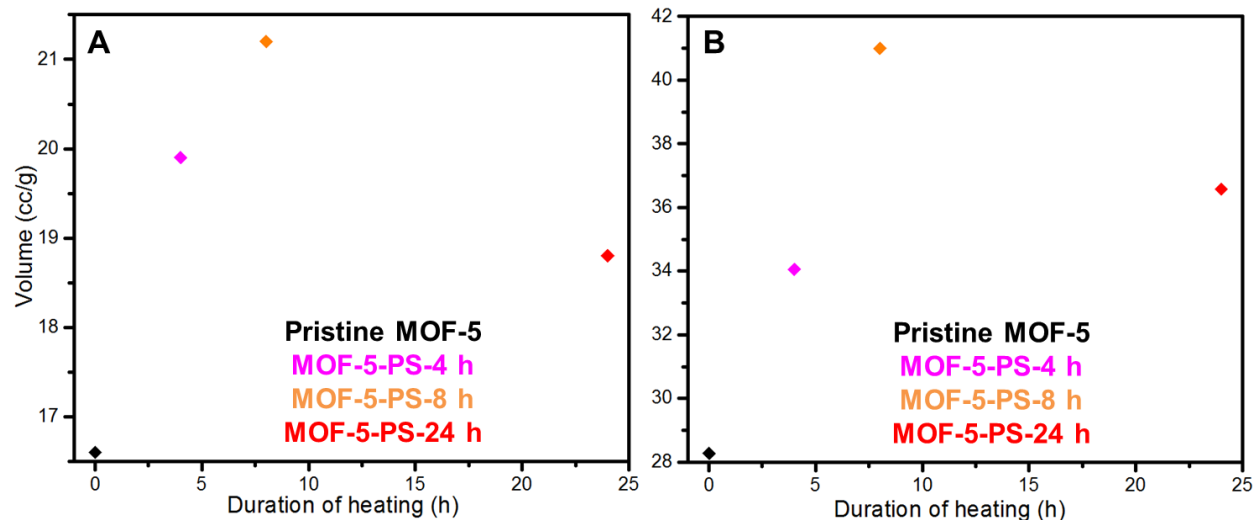 A
Volume (cc/g)
21
20
19
18
17
0
5
10
15
20
25
Duration of heating (h)
Pristine MOF-5
MOF-5-PS-4 h
MOF-5-PS-8 h
MOF-5-PS-24 h
B
42
40
38
36
34
32
30
28
0
5
10
15
20
25
Duration of heating (h)
Pristine MOF-5
MOF-5-PS-4 h
MOF-5-PS-8 h
MOF-5-PS-24 h